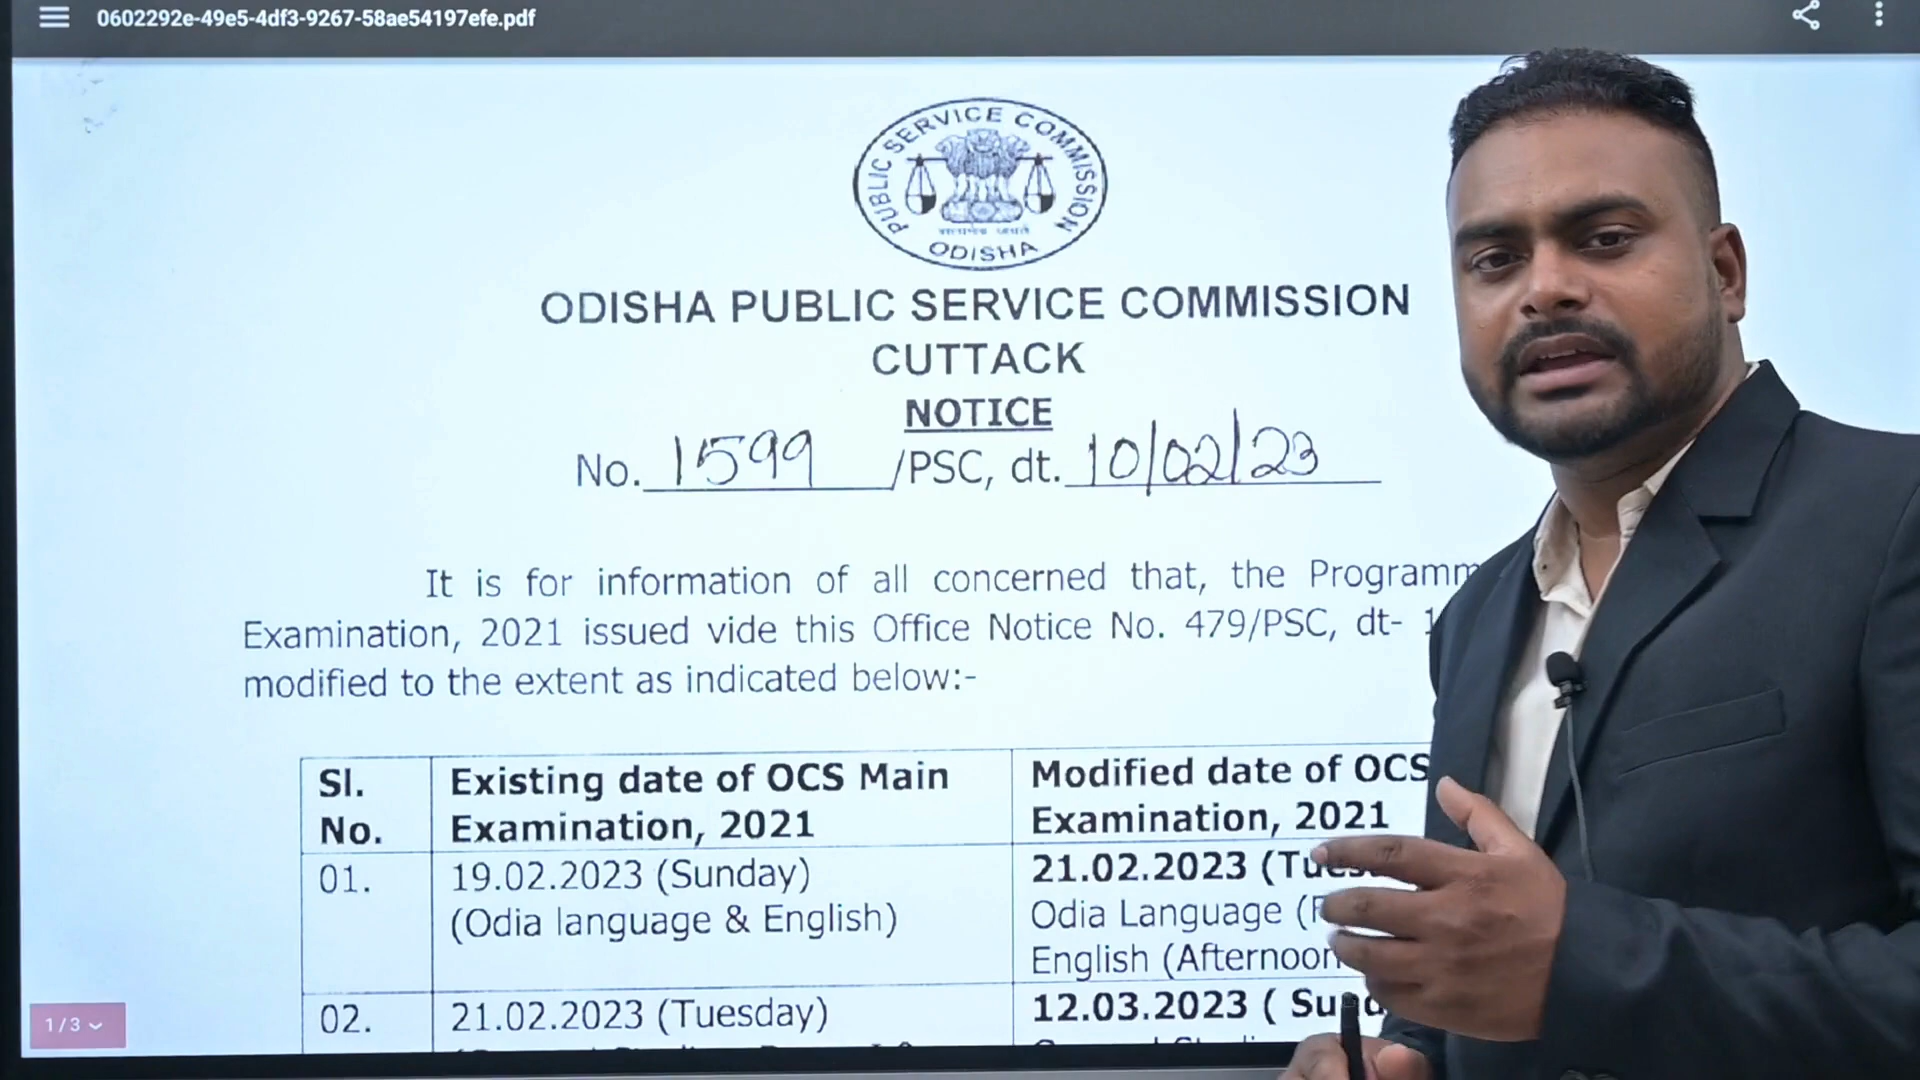 0602292e-49e5-4df3-9267-58ae54197efe.pdf
PUBLIC SERVICE COMMISSION
ODISHA
ODISHA PUBLIC SERVICE COMMISSION
CUTTACK
NOTICE
No. 1599 /PSC, dt. 10/02/23
It is for information of all concerned that, the Programm
Examination, 2021 issued vide this Office Notice No. 479/PSC, dt- 1
modified to the extent as indicated below:-
Sl. No.
Existing date of OCS Main
Examination, 2021
Modified date of OCS
Examination, 2021
01.
19.02.2023 (Sunday)
(Odia language & English)
21.02.2023 (Tues
Odia Language (F
English (Afternoon
02.
21.02.2023 (Tuesday)
12.03.2023 ( Sund
1/3